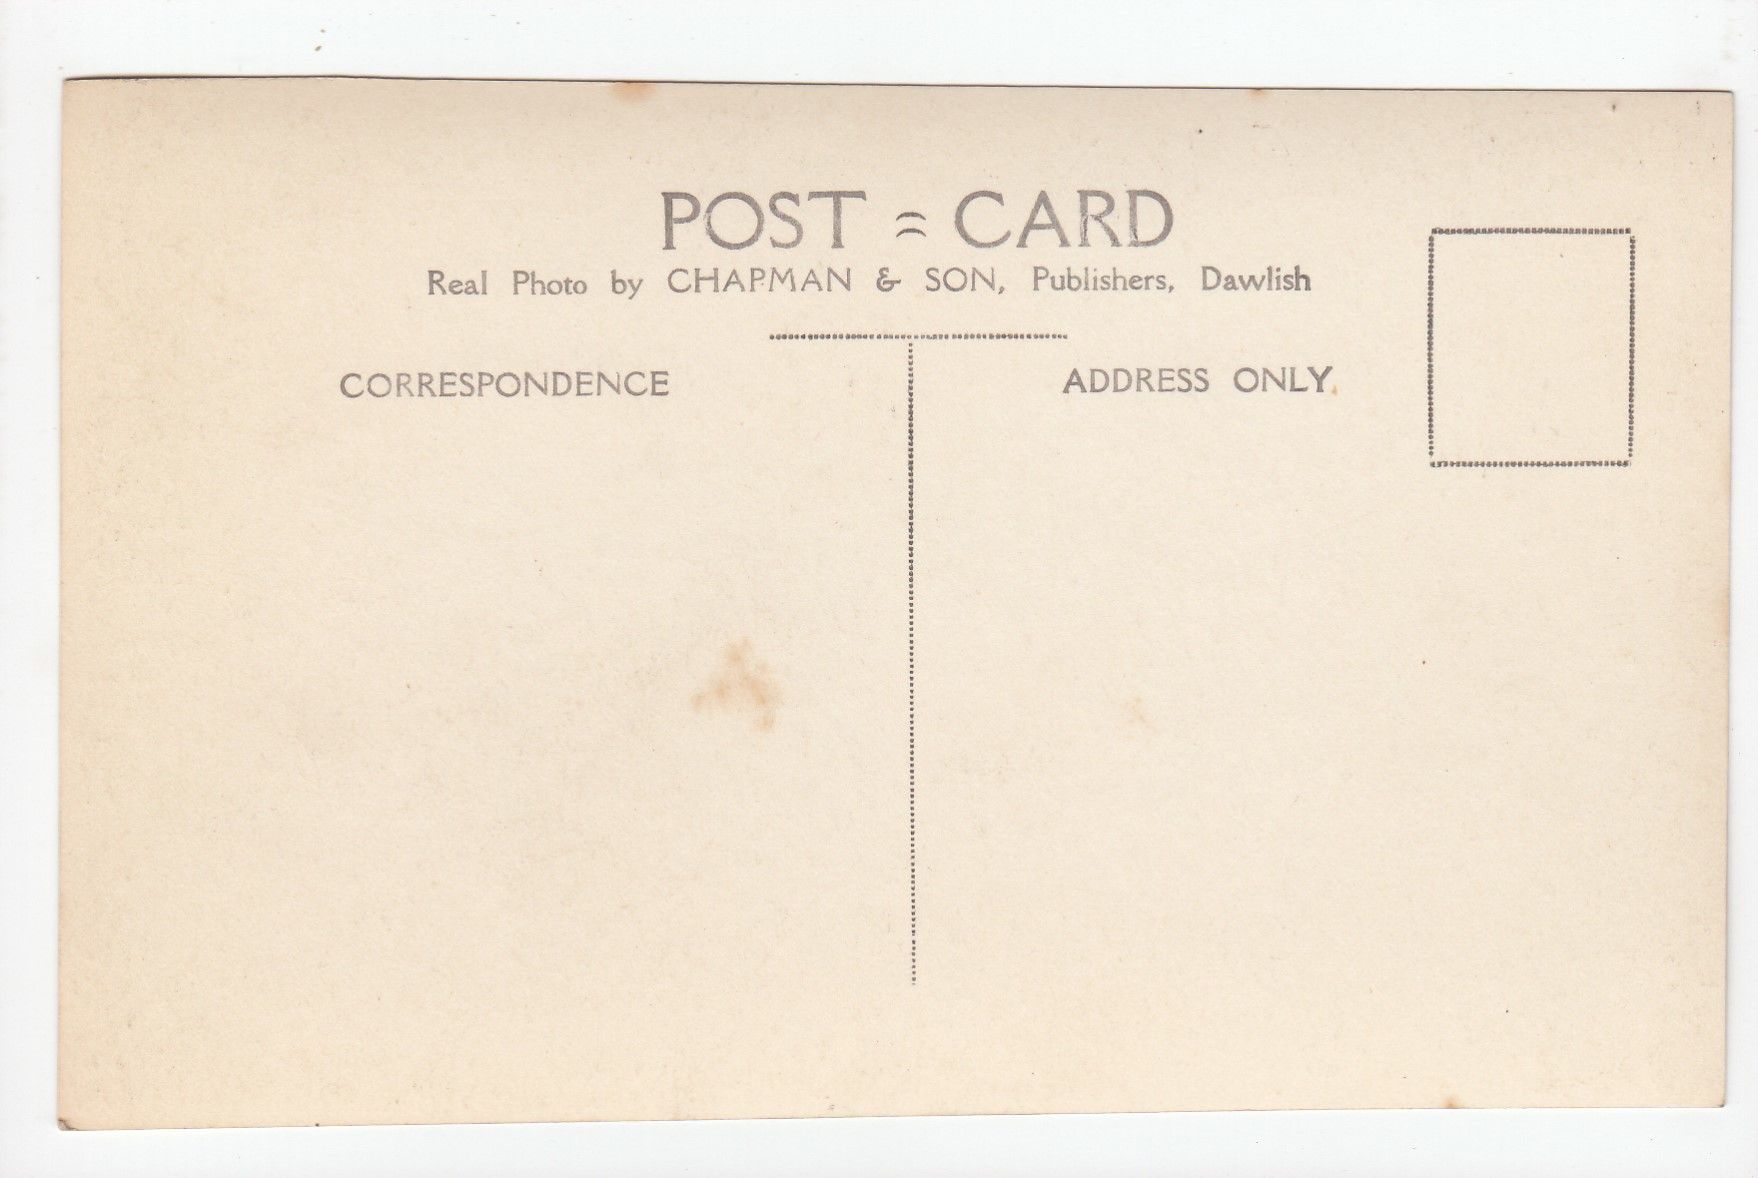 POST = CARD
Real Photo by CHAPMAN & SON, Publishers, Dawlish
CORRESPONDENCE
ADDRESS ONLY.